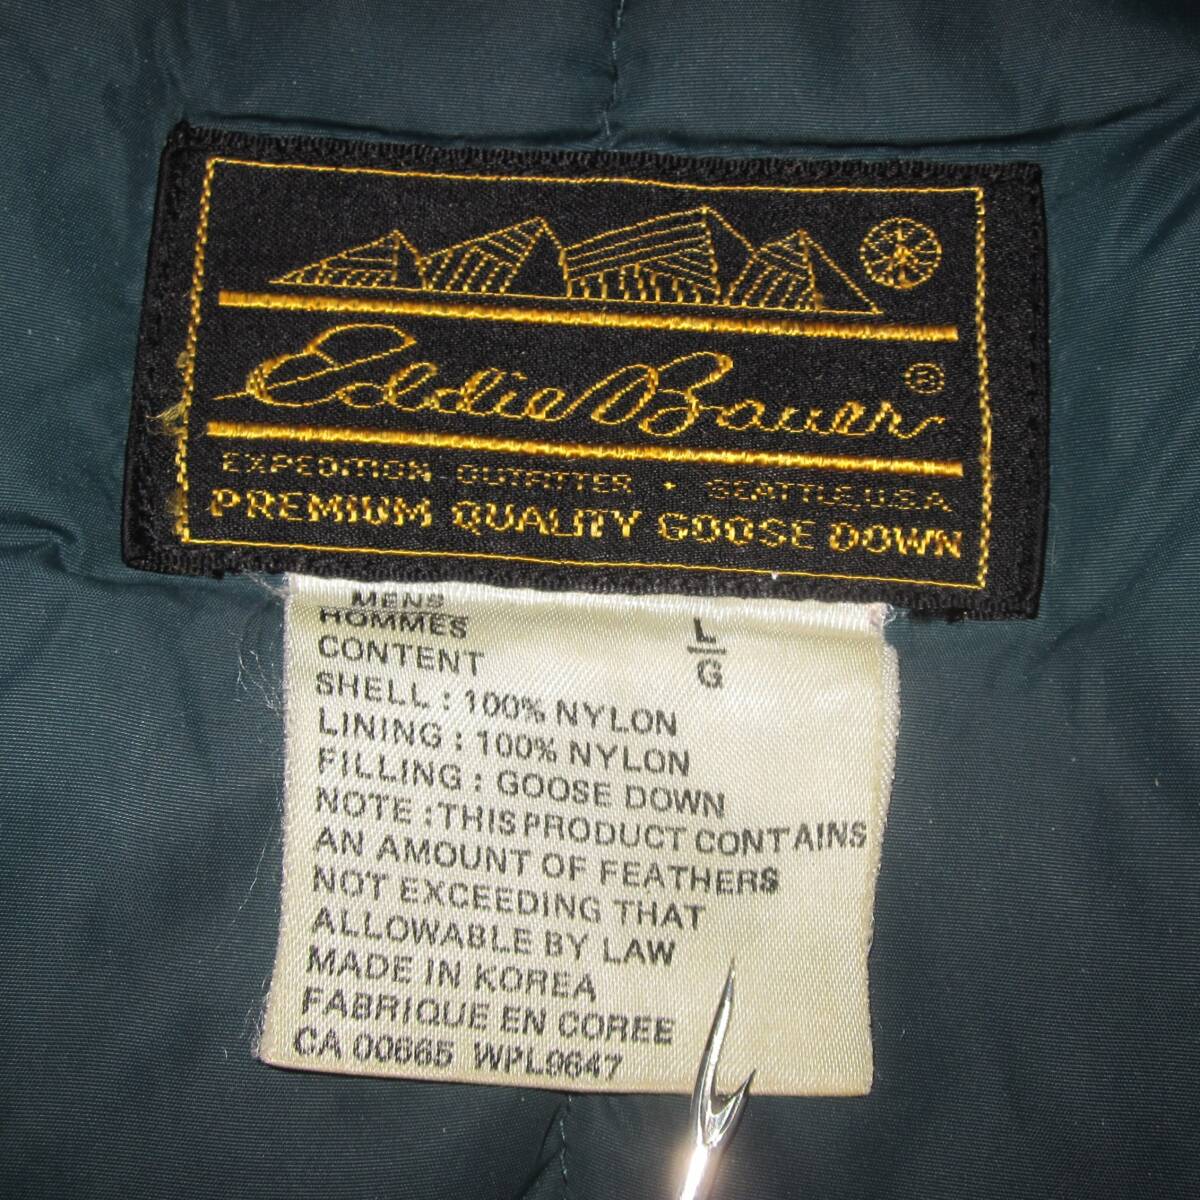 Eddie Bauer ®
EXPEDITION OUTFITTER • SEATTLE, U.S.A.
PREMIUM QUALITY GOOSE DOWN
MENS L
HOMMES G
CONTENT
SHELL : 100% NYLON
LINING : 100% NYLON
FILLING : GOOSE DOWN
NOTE : THIS PRODUCT CONTAINS
AN AMOUNT OF FEATHERS
NOT EXCEEDING THAT
ALLOWABLE BY LAW
MADE IN KOREA
FABRIQUE EN COREE
CA 00665 WPL9647